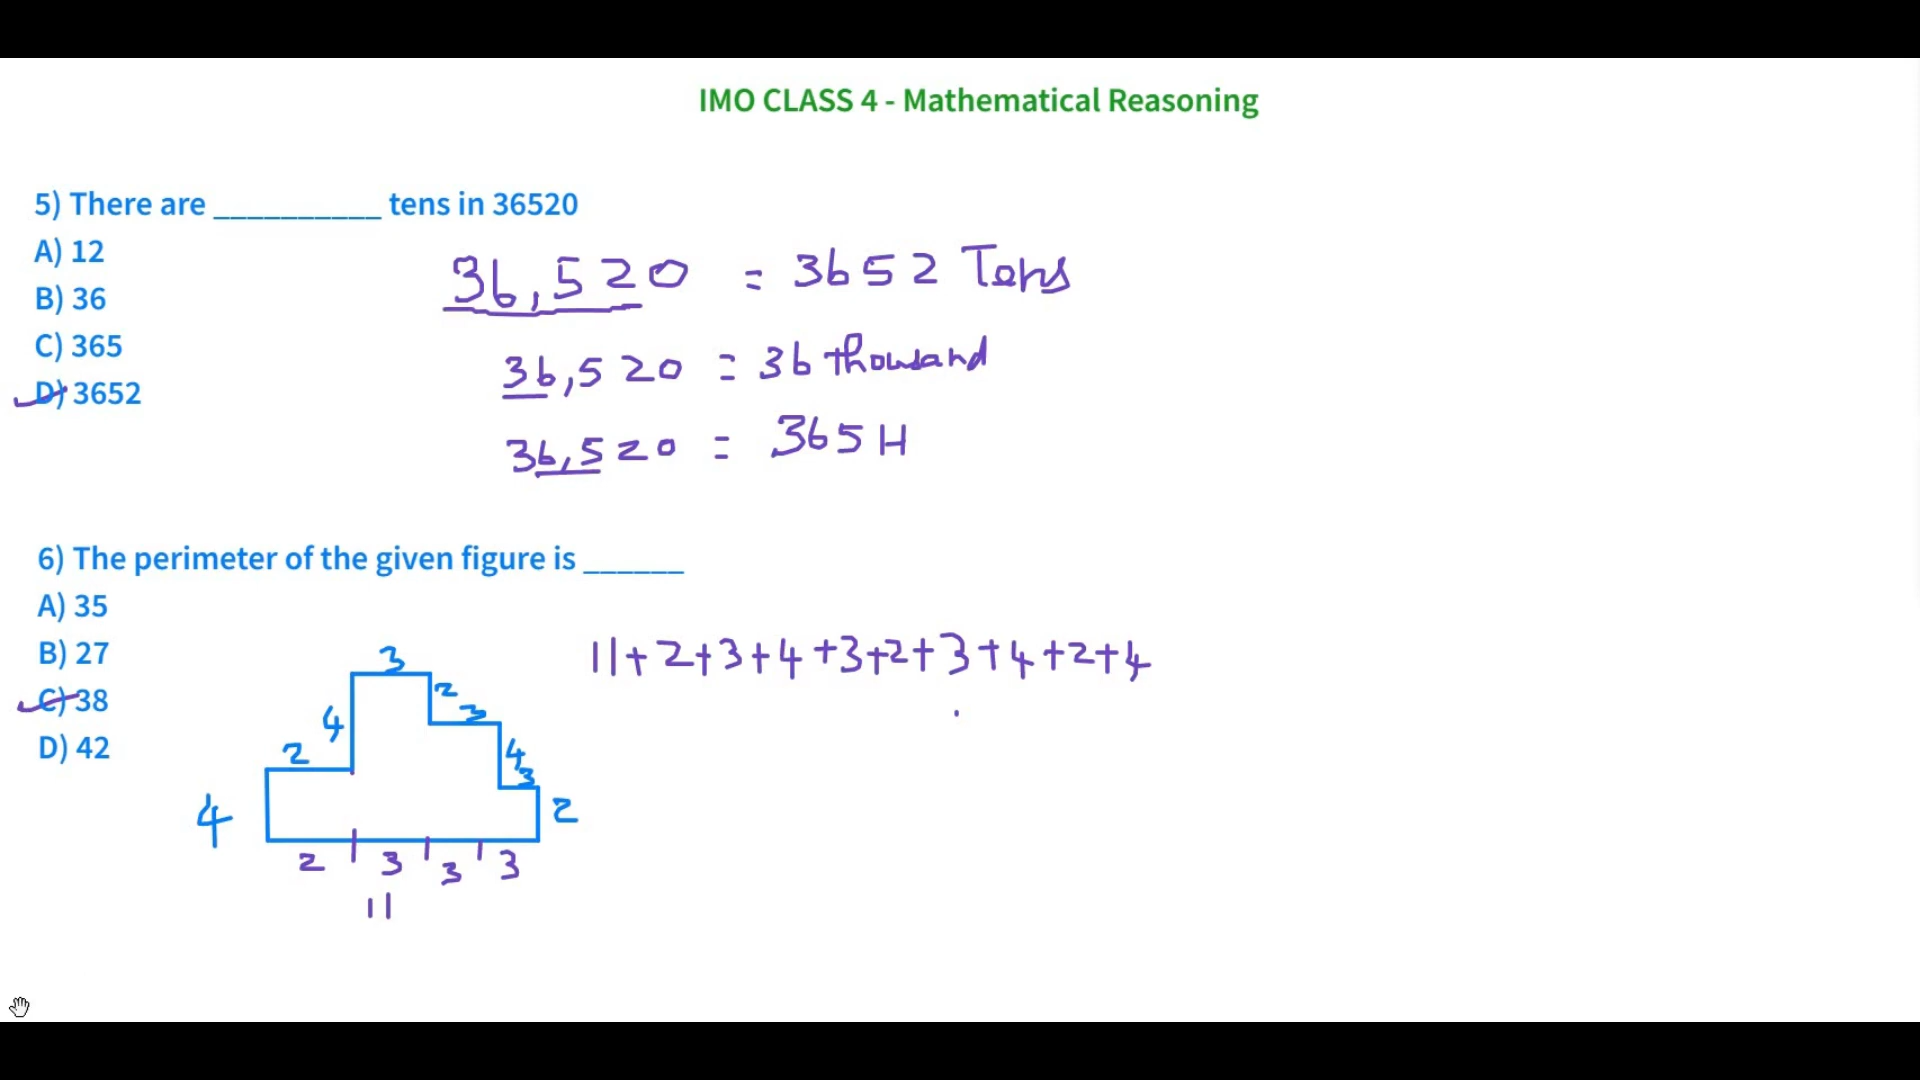 IMO CLASS 4 - Mathematical Reasoning
5) There are __________ tens in 36520
A) 12
B) 36
C) 365
D) 3652
36,520 = 3652 Tens
36,520 = 36 thousand
36,520 = 365 H
6) The perimeter of the given figure is ______
A) 35
B) 27
C) 38
D) 42
11+2+3+4+3+2+3+4+2+4
3
2
3
4
2
4
3
4
2
2 3 3 3
11